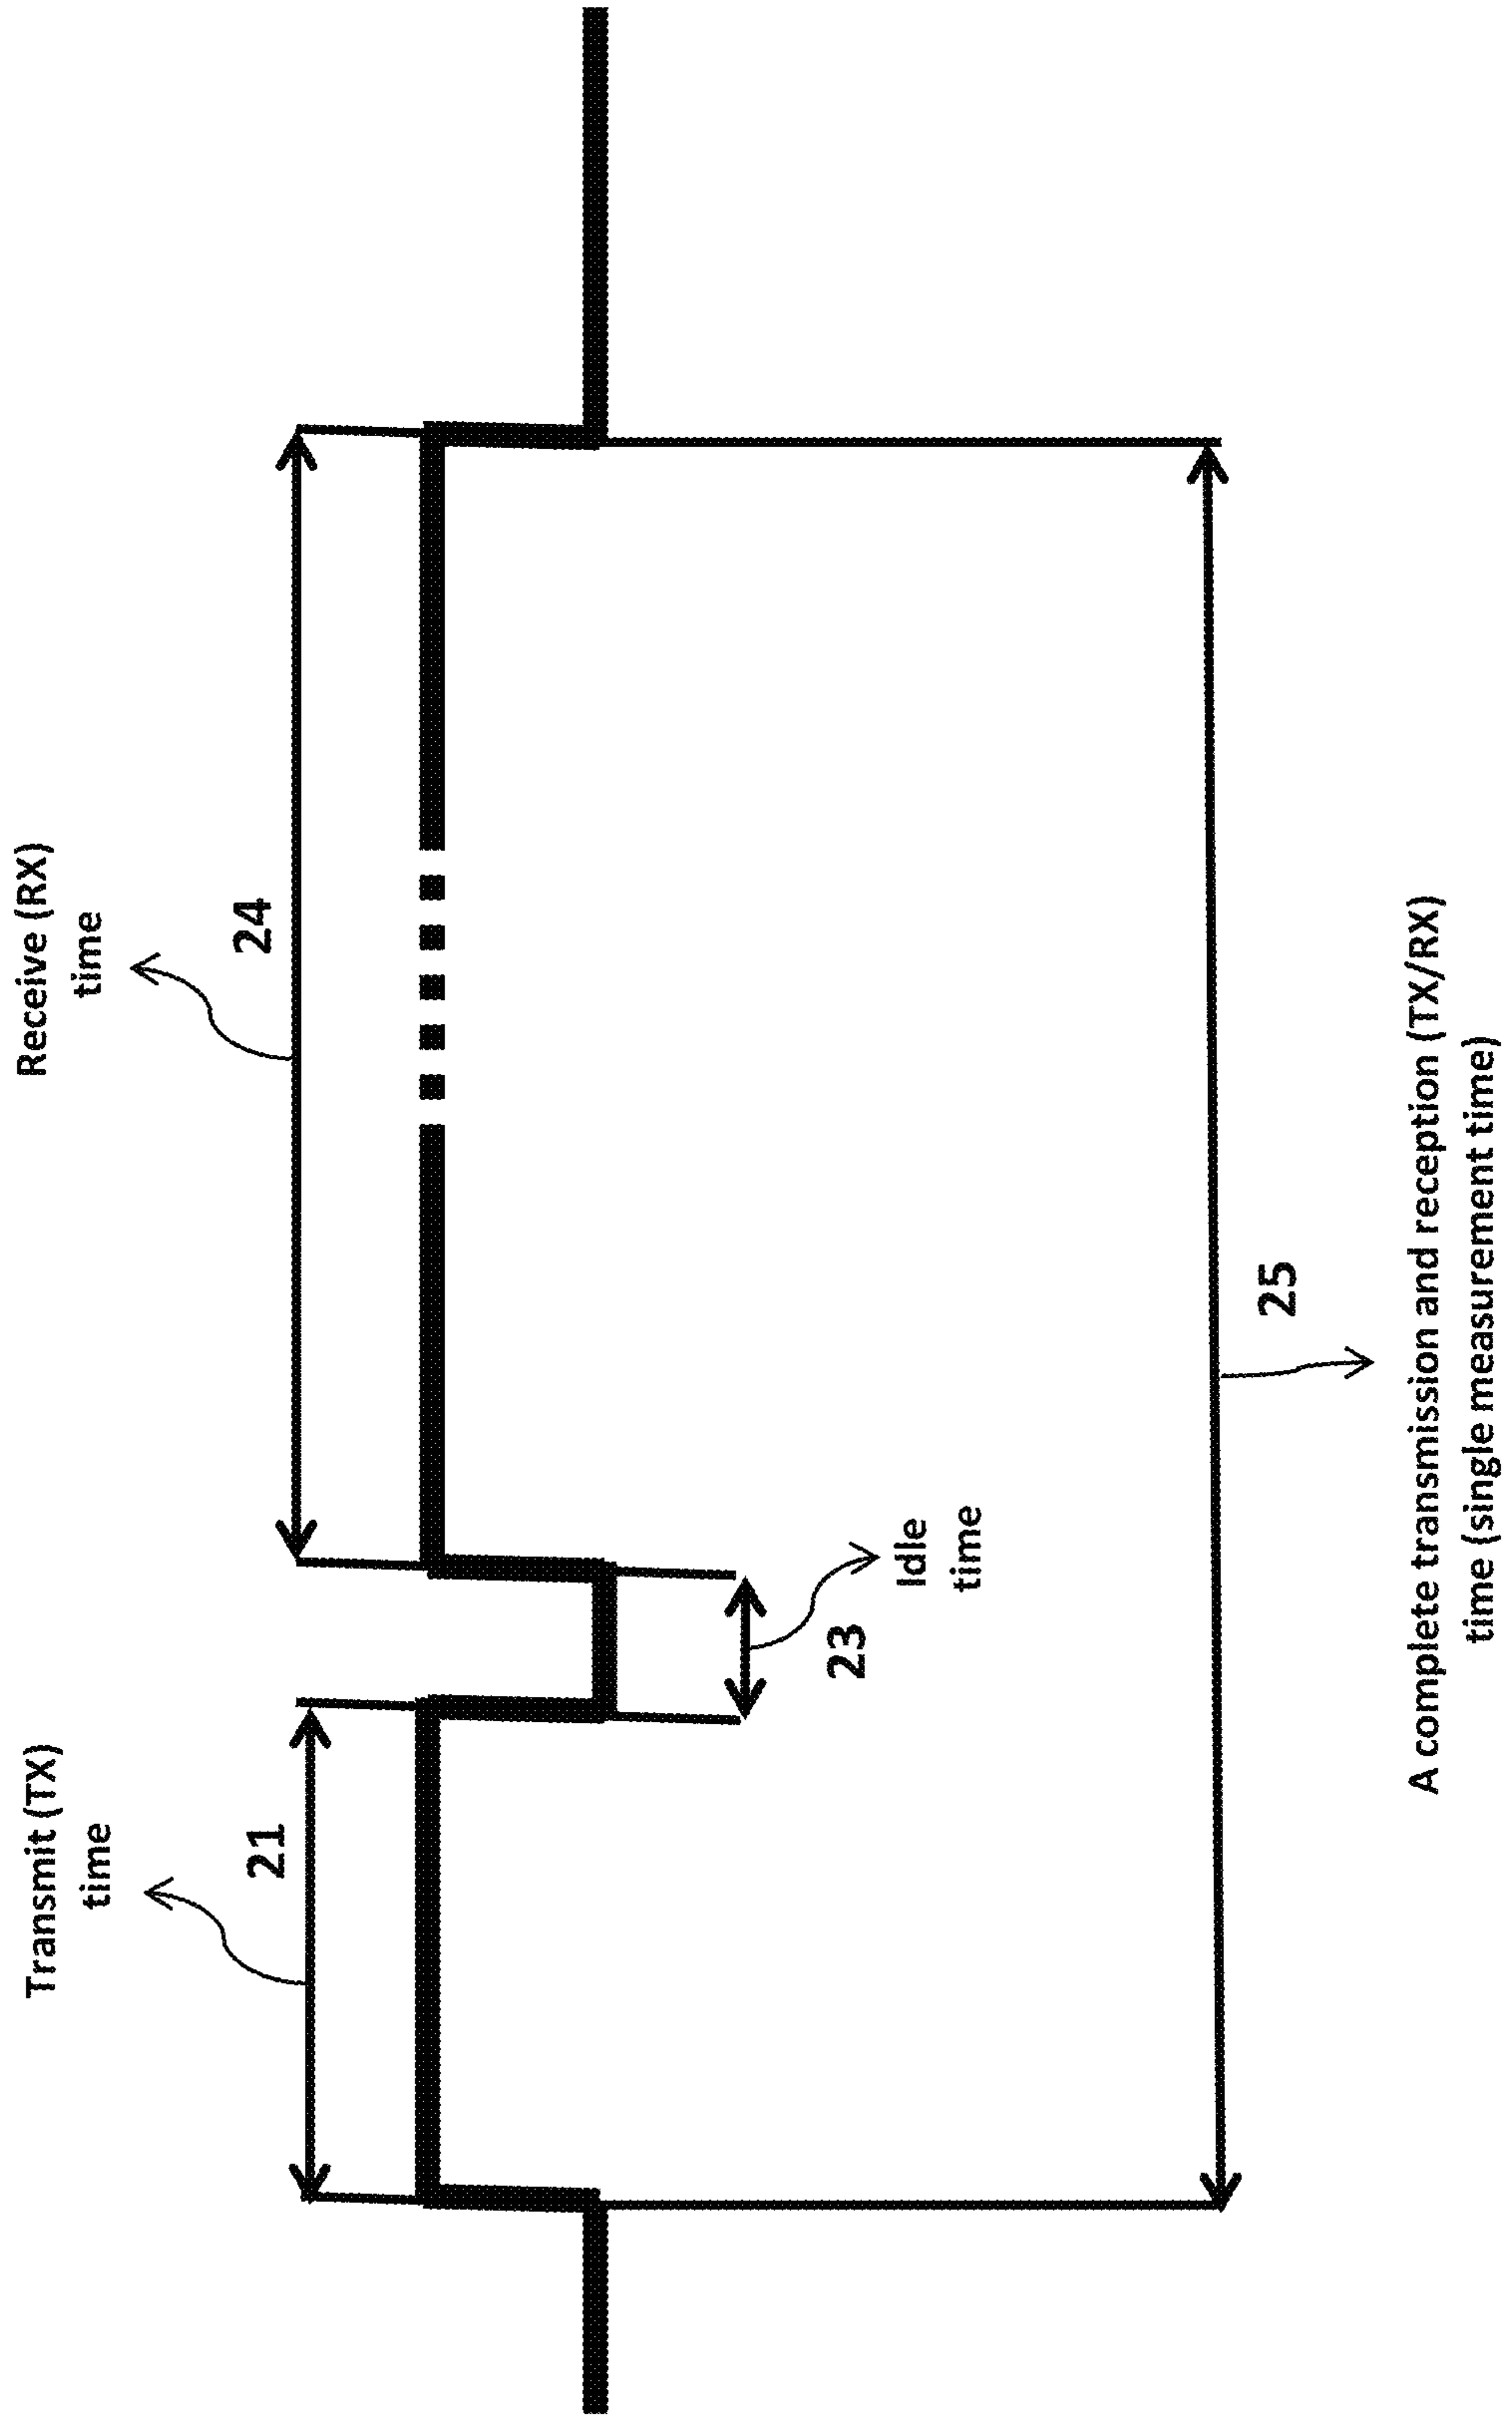 Transmit (TX)
time
21
Receive (RX)
time
24
23
Idle
time
25
A complete transmission and reception (TX/RX)
time (single measurement time)